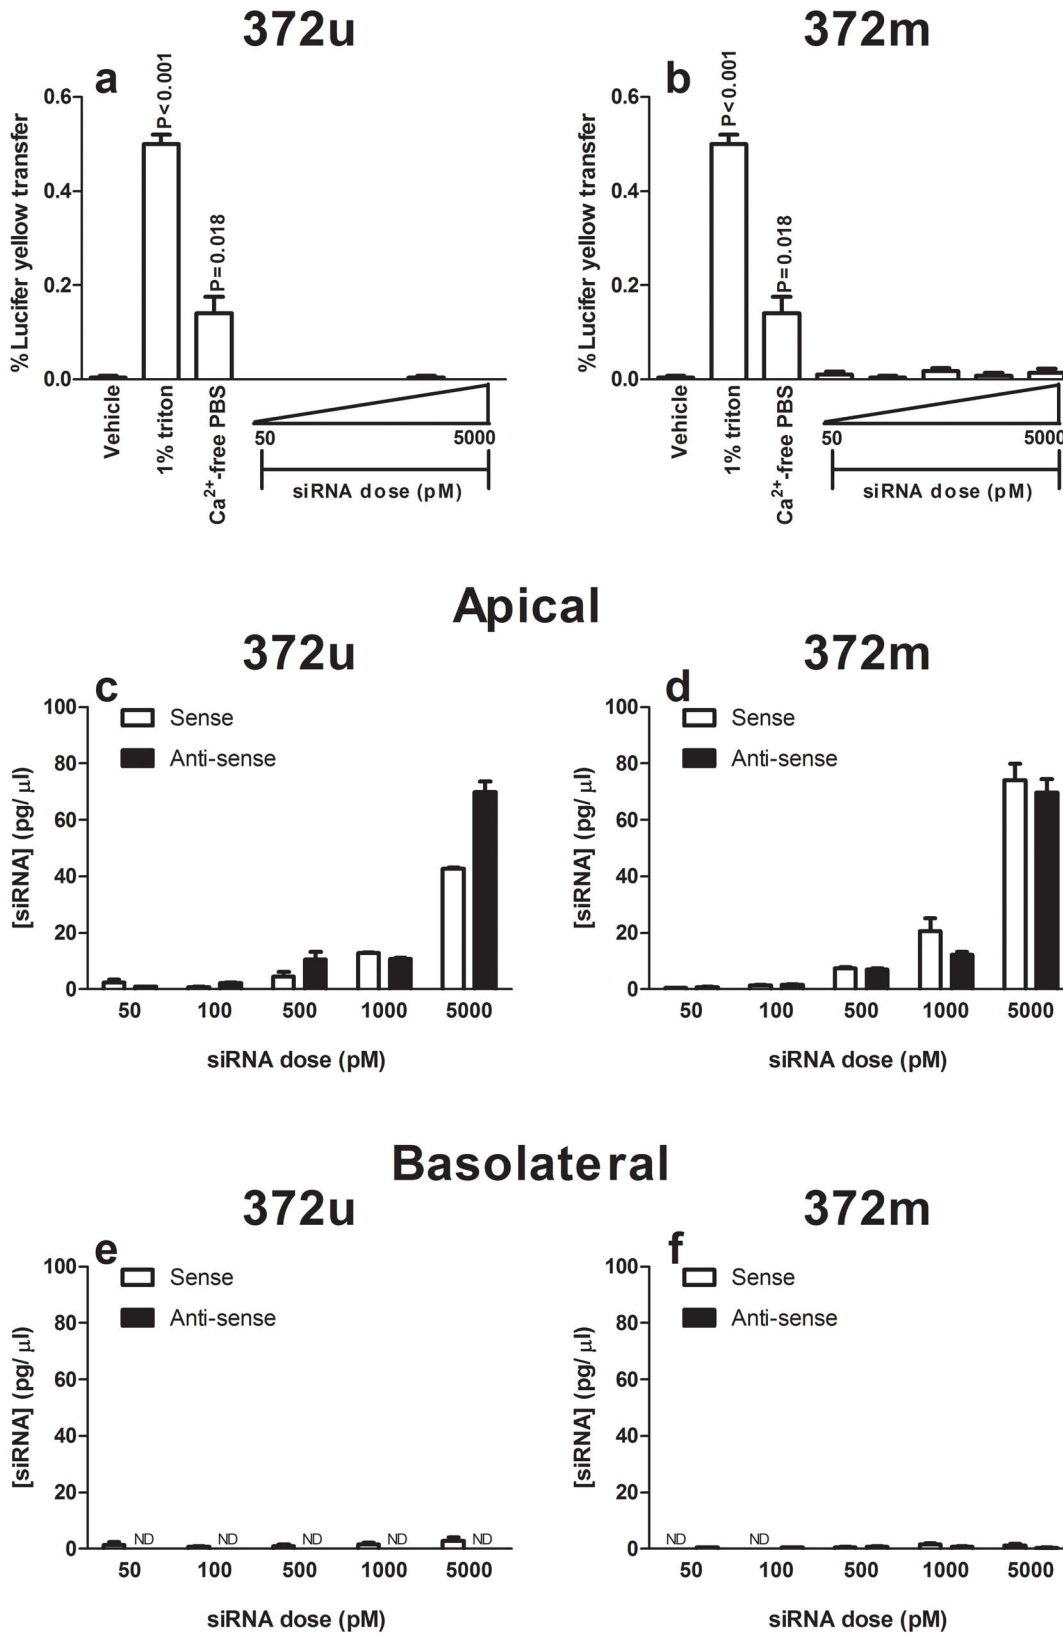 372u
372m
a
b
% Lucifer yellow transfer
0.6
0.4
0.2
0.0
P<0.001
P=0.018
Vehicle
1% triton
Ca²⁺-free PBS
50
5000
siRNA dose (pM)
% Lucifer yellow transfer
0.6
0.4
0.2
0.0
P<0.001
P=0.018
Vehicle
1% triton
Ca²⁺-free PBS
50
5000
siRNA dose (pM)
Apical
372u
372m
c
Sense
Anti-sense
[siRNA] (pg/ μl)
100
80
60
40
20
0
50 100 500 1000 5000
siRNA dose (pM)
d
Sense
Anti-sense
[siRNA] (pg/ μl)
100
80
60
40
20
0
50 100 500 1000 5000
siRNA dose (pM)
Basolateral
372u
372m
e
Sense
Anti-sense
[siRNA] (pg/ μl)
100
80
60
40
20
0
ND ND ND ND ND
50 100 500 1000 5000
siRNA dose (pM)
f
Sense
Anti-sense
[siRNA] (pg/ μl)
100
80
60
40
20
0
ND ND
50 100 500 1000 5000
siRNA dose (pM)